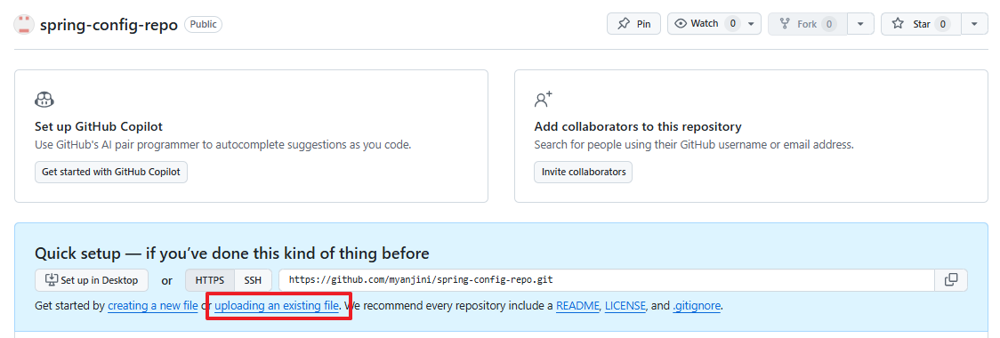 spring-config-repo Public Pin Watch 0 Fork 0 Star 0
Set up GitHub Copilot
Use GitHub's AI pair programmer to autocomplete suggestions as you code.
Get started with GitHub Copilot
Add collaborators to this repository
Search for people using their GitHub username or email address.
Invite collaborators
Quick setup — if you've done this kind of thing before
Set up in Desktop or HTTPS SSH https://github.com/myanjini/spring-config-repo.git
Get started by creating a new file or uploading an existing file. We recommend every repository include a README, LICENSE, and .gitignore.